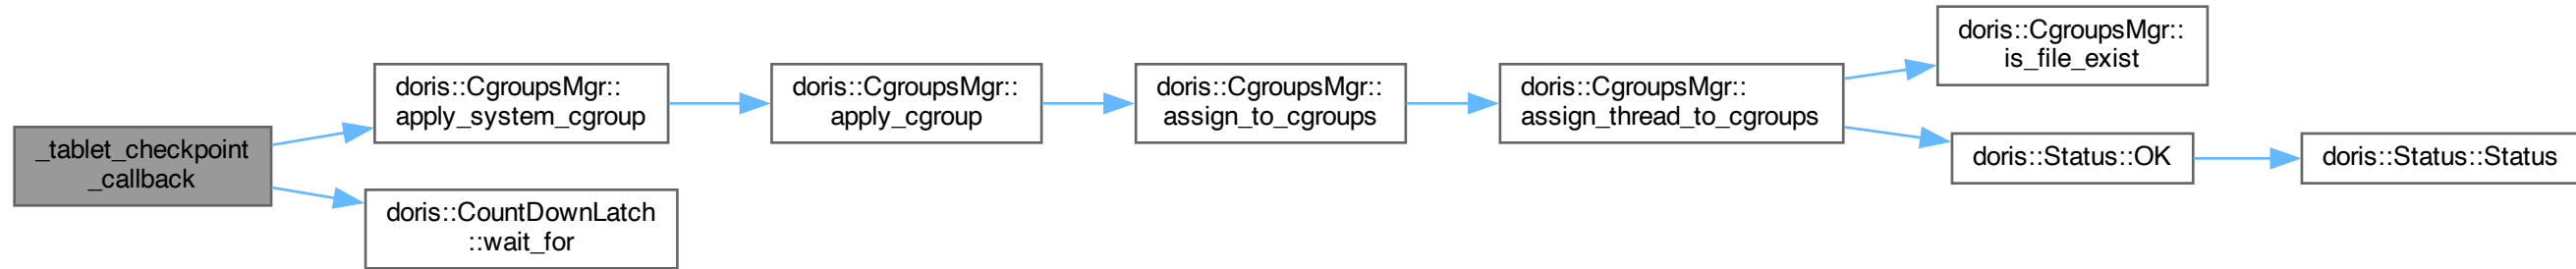 _tablet_checkpoint
_callback
doris::CgroupsMgr::
apply_system_cgroup
doris::CountDownLatch
::wait_for
doris::CgroupsMgr::
apply_cgroup
doris::CgroupsMgr::
assign_to_cgroups
doris::CgroupsMgr::
assign_thread_to_cgroups
doris::CgroupsMgr::
is_file_exist
doris::Status::OK
doris::Status::Status